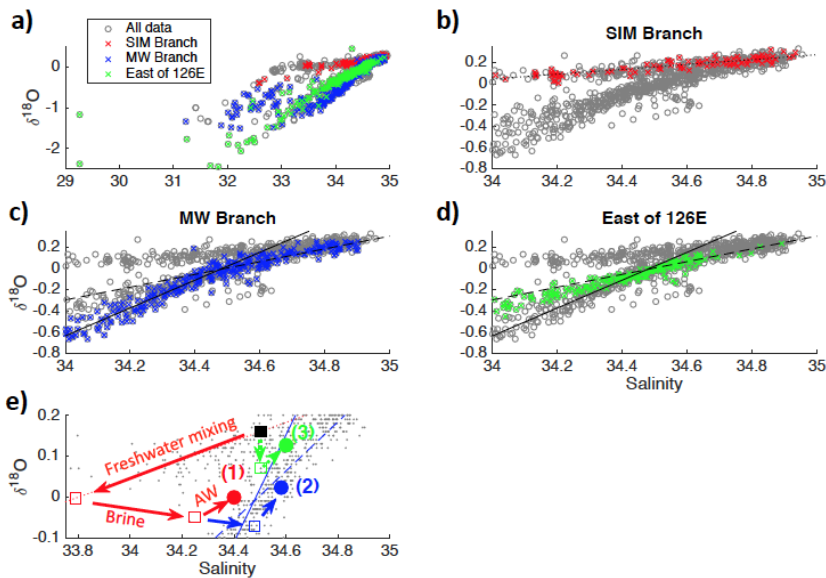 a)
All data
SIM Branch
MW Branch
East of 126E
δ18O
0
-1
-2
29 30 31 32 33 34 35
b)
SIM Branch
0.2
0
-0.2
-0.4
-0.6
-0.8
34 34.2 34.4 34.6 34.8 35
c)
MW Branch
δ18O
0.2
0
-0.2
-0.4
-0.6
-0.8
34 34.2 34.4 34.6 34.8 35
d)
East of 126E
0.2
0
-0.2
-0.4
-0.6
-0.8
34 34.2 34.4 34.6 34.8 35
Salinity
e)
δ18O
0.2
0.1
0
-0.1
Freshwater mixing
Brine
AW
(1)
(2)
(3)
33.8 34 34.2 34.4 34.6 34.8 35
Salinity